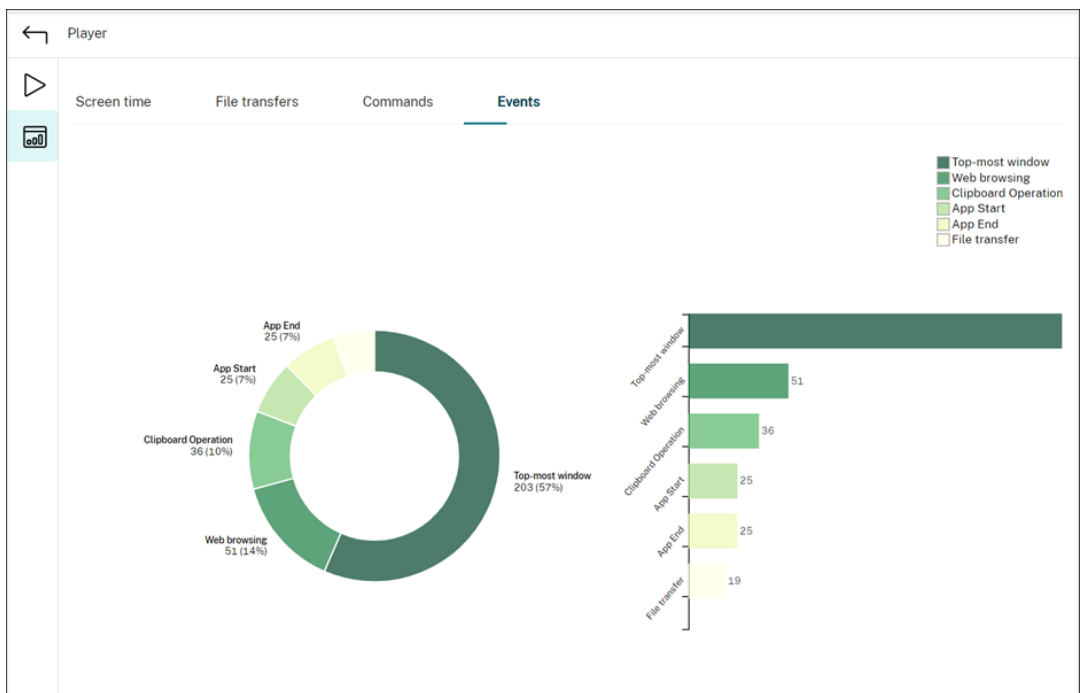 Player
Screen time
File transfers
Commands
Events
Top-most window
Web browsing
Clipboard Operation
App Start
App End
File transfer
App End
25 (7%)
App Start
25 (7%)
Clipboard Operation
36 (10%)
Web browsing
51 (14%)
Top-most window
203 (57%)
Top-most window
Web browsing
51
Clipboard Operation
36
App Start
25
App End
25
File transfer
19